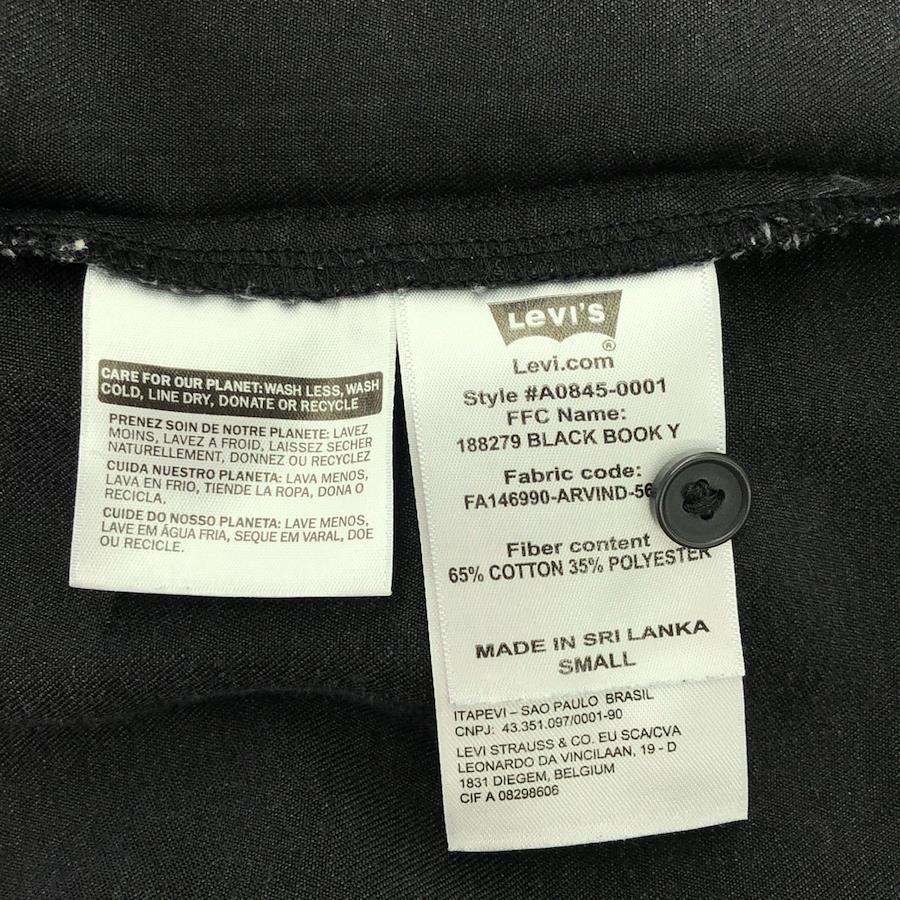 CARE FOR OUR PLANET: WASH LESS, WASH
COLD, LINE DRY, DONATE OR RECYCLE
PRENEZ SOIN DE NOTRE PLANETE: LAVEZ
MOINS, LAVEZ A FROID, LAISSEZ SECHER
NATURELLEMENT, DONNEZ OU RECYCLEZ
CUIDA NUESTRO PLANETA: LAVA MENOS,
LAVA EN FRIO, TIENDE LA ROPA, DONA O
RECICLA.
CUIDE DO NOSSO PLANETA: LAVE MENOS,
LAVE EM ÁGUA FRIA, SEQUE EM VARAL, DOE
OU RECICLE.
LEVI'S
®
Levi.com
Style #A0845-0001
FFC Name:
188279 BLACK BOOK Y
Fabric code:
FA146990-ARVIND-56
Fiber content
65% COTTON 35% POLYESTER
MADE IN SRI LANKA
SMALL
ITAPEVI – SAO PAULO BRASIL
CNPJ: 43.351.097/0001-90
LEVI STRAUSS & CO. EU SCA/CVA
LEONARDO DA VINCILAAN, 19 - D
1831 DIEGEM, BELGIUM
CIF A 08298606